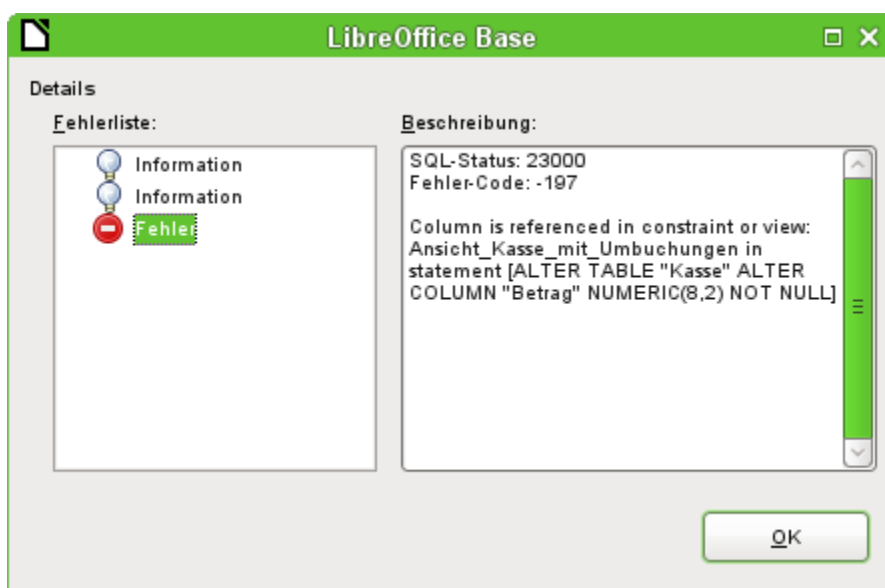 LibreOffice Base
Details
Fehlerliste:
Beschreibung:
Information
Information
Fehler
SQL-Status: 23000
Fehler-Code: -197
Column is referenced in constraint or view:
Ansicht_Kasse_mit_Umbuchungen in
statement [ALTER TABLE "Kasse" ALTER
COLUMN "Betrag" NUMERIC(8,2) NOT NULL]
OK